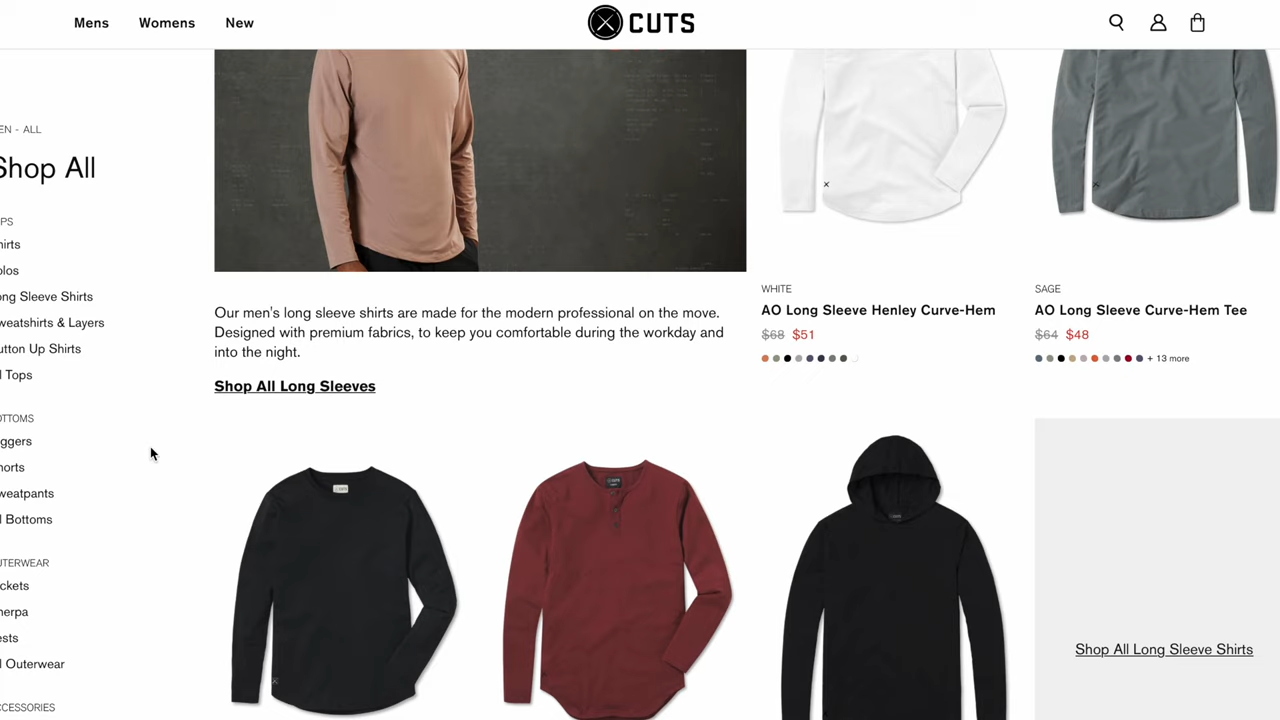 Mens
Womens
New
CUTS
EN - ALL
Shop All
PS
irts
olos
ong Sleeve Shirts
weatshirts & Layers
utton Up Shirts
l Tops
OTTOMS
ggers
horts
weatpants
l Bottoms
UTERWEAR
ckets
herpa
ests
l Outerwear
CCESSORIES
Our men's long sleeve shirts are made for the modern professional on the move.
Designed with premium fabrics, to keep you comfortable during the workday and
into the night.
Shop All Long Sleeves
WHITE
AO Long Sleeve Henley Curve-Hem
$68 $51
SAGE
AO Long Sleeve Curve-Hem Tee
$64 $48
+ 13 more
Shop All Long Sleeve Shirts